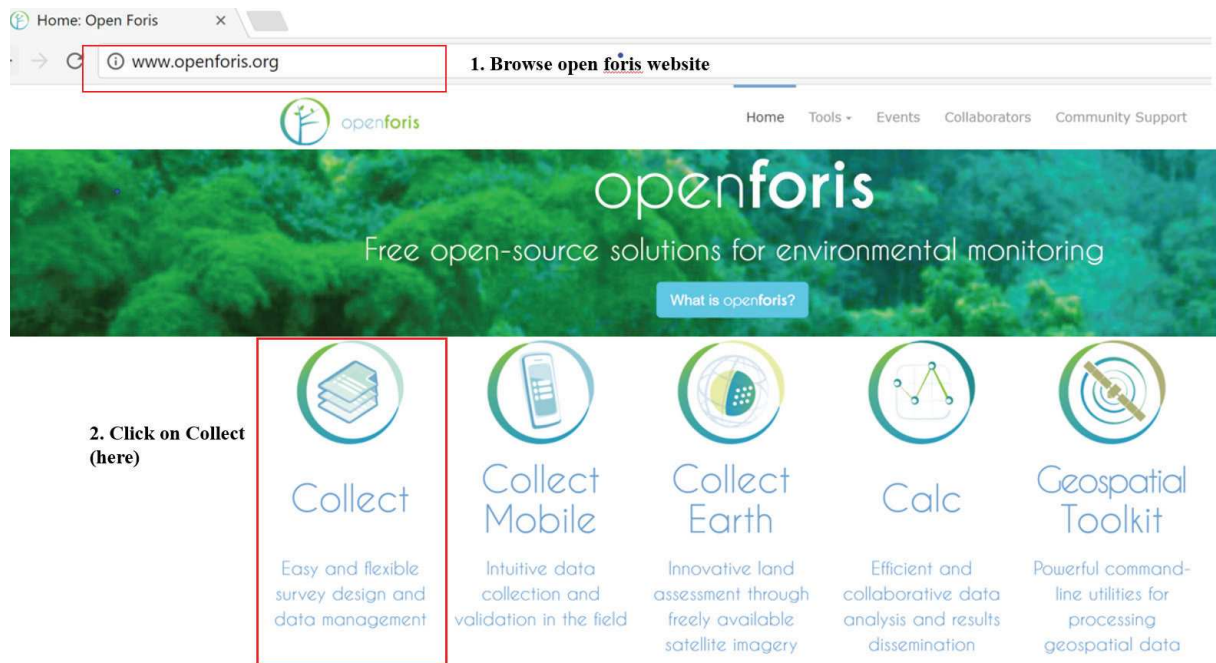 Home: Open Foris
www.openforis.org
1. Browse open foris website
openforis
Home Tools Events Collaborators Community Support
openforis
Free open-source solutions for environmental monitoring
What is openforis?
2. Click on Collect
(here)
Collect
Easy and flexible
survey design and
data management
Collect
Mobile
Intuitive data
collection and
validation in the field
Collect
Earth
Innovative land
assessment through
freely available
satellite imagery
Calc
Efficient and
collaborative data
analysis and results
dissemination
Geospatial
Toolkit
Powerful command-
line utilities for
processing
geospatial data